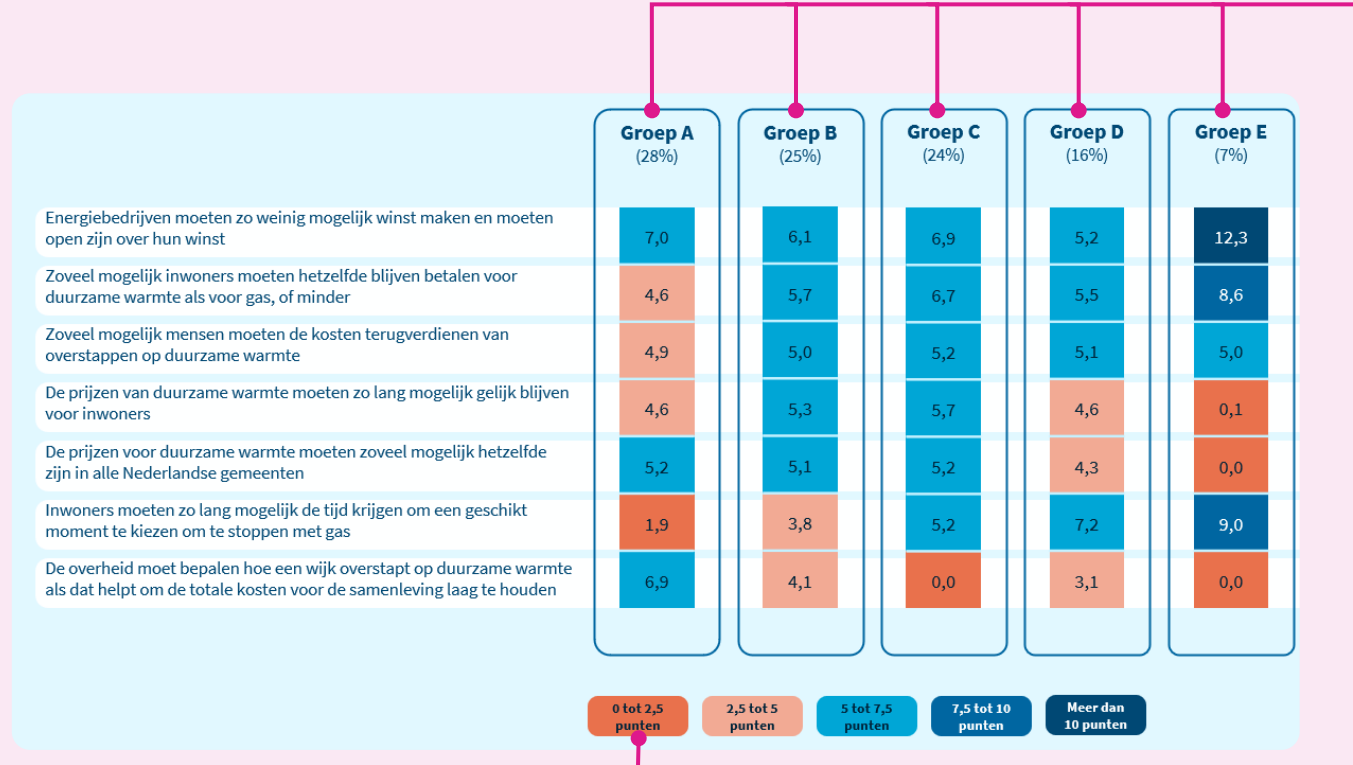 Groep A
(28%)
Groep B
(25%)
Groep C
(24%)
Groep D
(16%)
Groep E
(7%)
Energiebedrijven moeten zo weinig mogelijk winst maken en moeten
open zijn over hun winst
7,0
6,1
6,9
5,2
12,3
Zoveel mogelijk inwoners moeten hetzelfde blijven betalen voor
duurzame warmte als voor gas, of minder
4,6
5,7
6,7
5,5
8,6
Zoveel mogelijk mensen moeten de kosten terugverdienen van
overstappen op duurzame warmte
4,9
5,0
5,2
5,1
5,0
De prijzen van duurzame warmte moeten zo lang mogelijk gelijk blijven
voor inwoners
4,6
5,3
5,7
4,6
0,1
De prijzen voor duurzame warmte moeten zoveel mogelijk hetzelfde
zijn in alle Nederlandse gemeenten
5,2
5,1
5,2
4,3
0,0
Inwoners moeten zo lang mogelijk de tijd krijgen om een geschikt
moment te kiezen om te stoppen met gas
1,9
3,8
5,2
7,2
9,0
De overheid moet bepalen hoe een wijk overstapt op duurzame warmte
als dat helpt om de totale kosten voor de samenleving laag te houden
6,9
4,1
0,0
3,1
0,0
0 tot 2,5
punten
2,5 tot 5
punten
5 tot 7,5
punten
7,5 tot 10
punten
Meer dan
10 punten